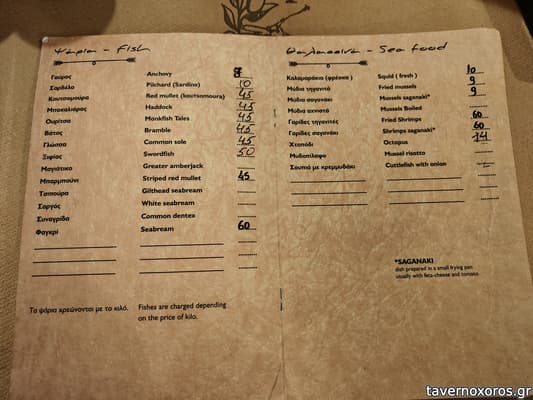 Ψάρια - Fish
Γαύρος Anchovy 8
Σαρδέλα Pilchard (Sardine) 10
Κουτσομούρα Red mullet (koutsomoura) 45
Μπακαλιάρος Haddock 45
Ουρίτσα Monkfish Tales 45
Βάτος Bramble 45
Γλώσσα Common sole 45
Ξιφίας Swordfish 50
Μαγιάτικο Greater amberjack
Μπαρμπούνι Striped red mullet 45
Τσιπούρα Gilthead seabream
Σαργός White seabream
Συναγρίδα Common dentex
Φαγκρί Seabream 60
Τα ψάρια χρεώνονται με το κιλό. Fishes are charged depending
on the price of kilo.
Θαλασσινά - Sea food
Καλαμαράκια (φρέσκα) Squid ( fresh ) 10
Μύδια τηγανιτά Fried mussels 9
Μύδια σαγανάκι Mussels saganaki* 9
Μύδια αχνιστά Mussels Boiled
Γαρίδες τηγανιτές Fried Shrimps 60
Γαρίδες σαγανάκι Shrimps saganaki* 60
Χταπόδι Octopus 14
Μυδοπίλαφο Mussel risotto
Σουπιά με κρεμμυδάκι Cuttlefish with onion
*SAGANAKI
dish prepared in a small frying pan
usually with feta-cheese and tomato.
tavernoxoros.gr